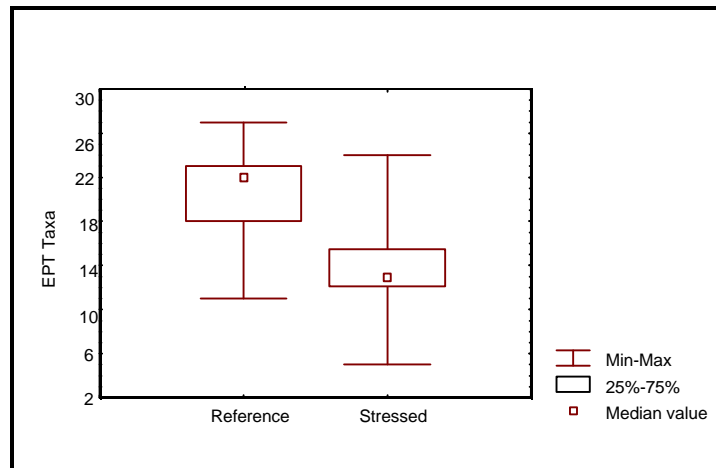 30
26
22
18
14
10
6
2
EPT Taxa
Reference
Stressed
Min-Max
25%-75%
Median value